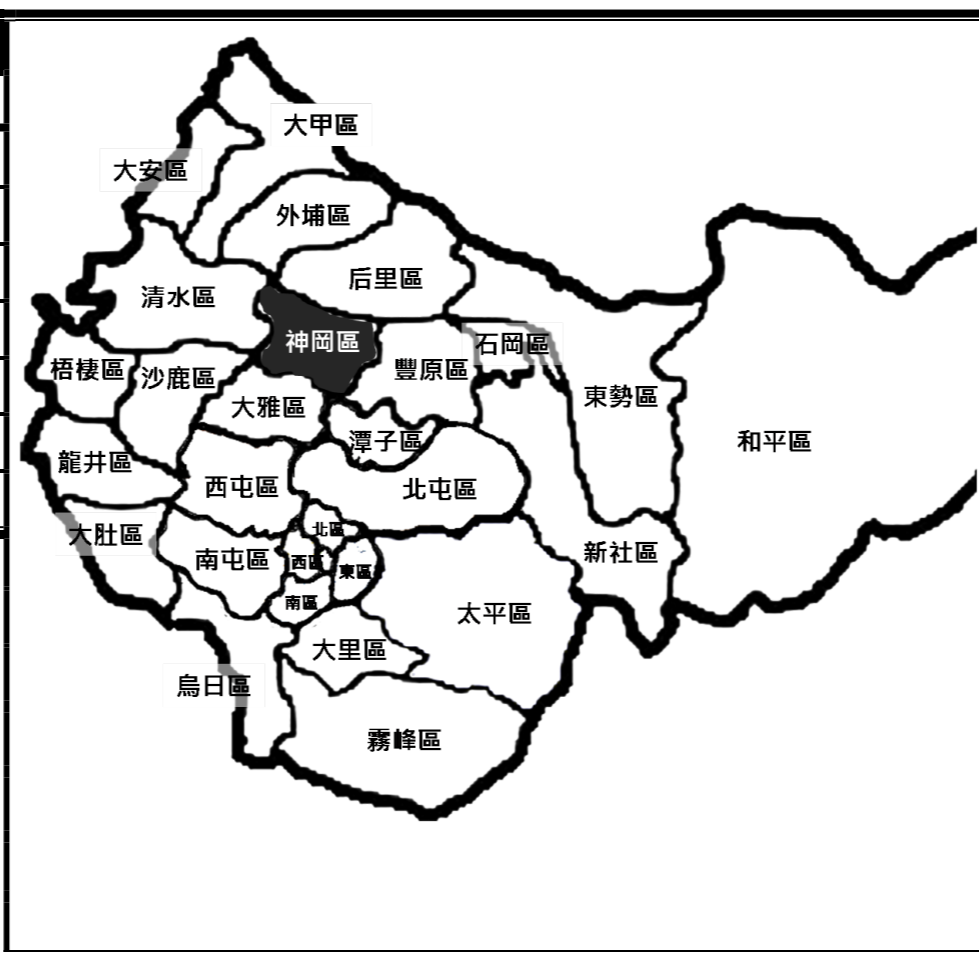 大甲區
大安區
外埔區
后里區
清水區
神岡區
石岡區
梧棲區
沙鹿區
豐原區
東勢區
大雅區
潭子區
和平區
龍井區
西屯區
北屯區
大肚區
北區
南屯區
西區
東區
新社區
南區
太平區
大里區
烏日區
霧峰區